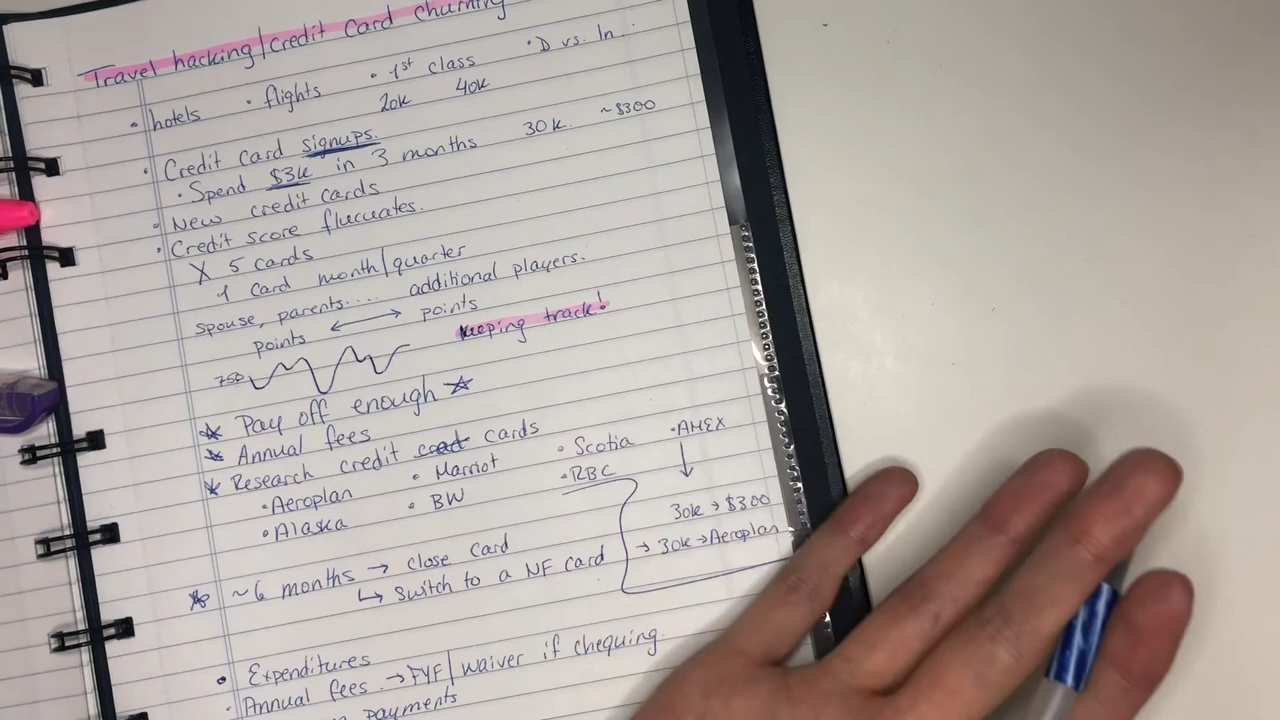 Travel hacking/credit card churning
• hotels • flights • 1st class • D vs. In.
20k 40k
• Credit Card signups.
• Spend $3k in 3 months 30k. ~$300
• New credit cards
• Credit score flucuates.
X 5 cards
1 card month/quarter
spouse, parents.... additional players.
points ↔ points keeping track!
750
☆ Pay off enough ☆
☆ Annual fees
☆ Research credit cards
• Aeroplan • Marriot • Scotia • AMEX
• Alaska • BW • RBC ↓
30k → $300
→ 30k → Aeroplan
☆ ~6 months → close card
↳ Switch to a NF card
• Expenditures
• Annual fees. → FYF/waiver if chequing.
payments